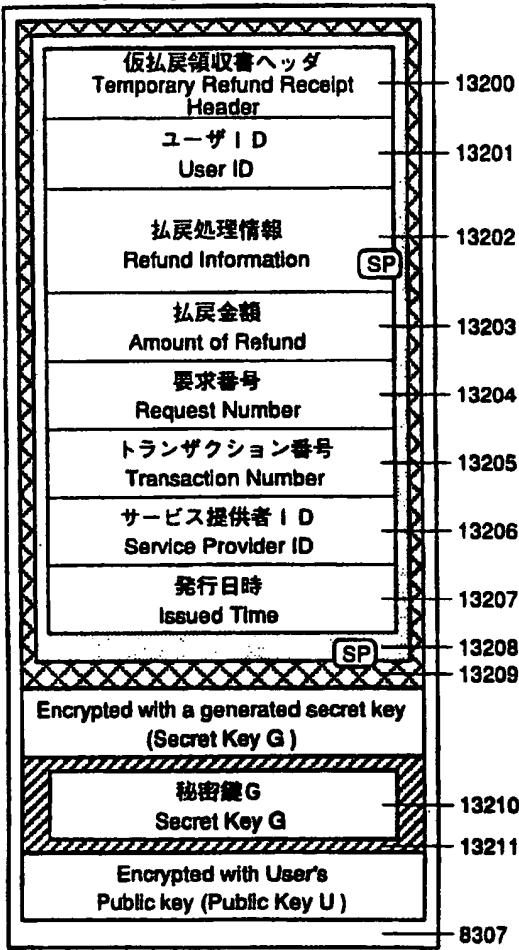 仮払戻領収書ヘッダ
Temporary Refund Receipt
Header
13200
ユーザID
User ID
13201
払戻処理情報
Refund Information
13202
SP
払戻金額
Amount of Refund
13203
要求番号
Request Number
13204
トランザクション番号
Transaction Number
13205
サービス提供者ID
Service Provider ID
13206
発行日時
Issued Time
13207
SP
13208
13209
Encrypted with a generated secret key
(Secret Key G )
秘密鍵G
Secret Key G
13210
13211
Encrypted with User's
Public key (Public Key U )
8307